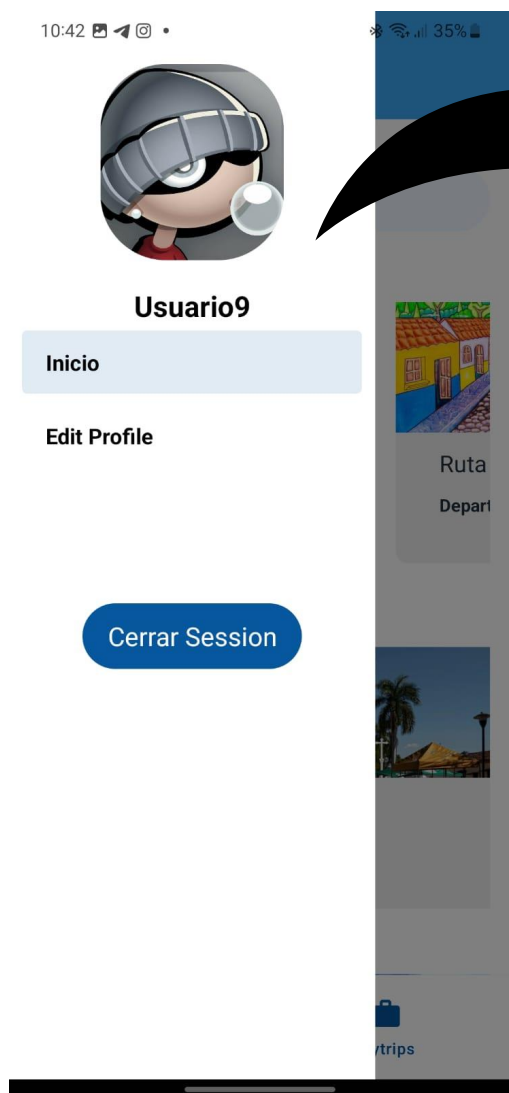 10:42
35%
Usuario9
Inicio
Edit Profile
Ruta
Depart
Cerrar Session
ytrips